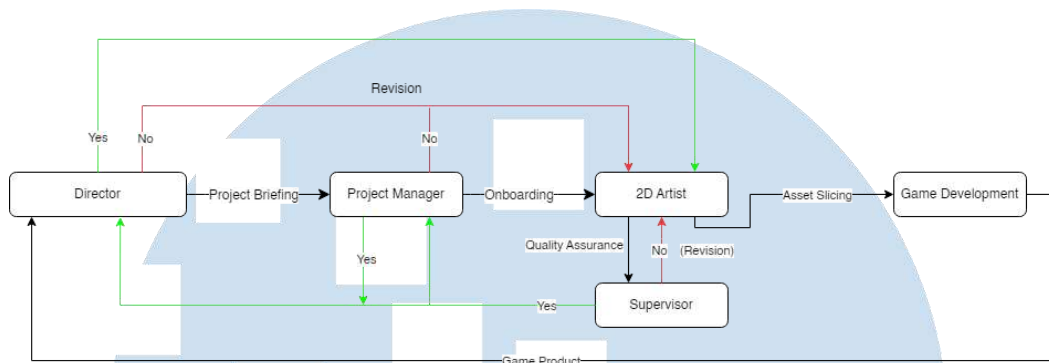 Revision
Yes
No
No
Director
Project Briefing
Project Manager
Onboarding
2D Artist
Asset Slicing
Game Development
Quality Assurance
No
(Revision)
Yes
Yes
Supervisor
Game Product